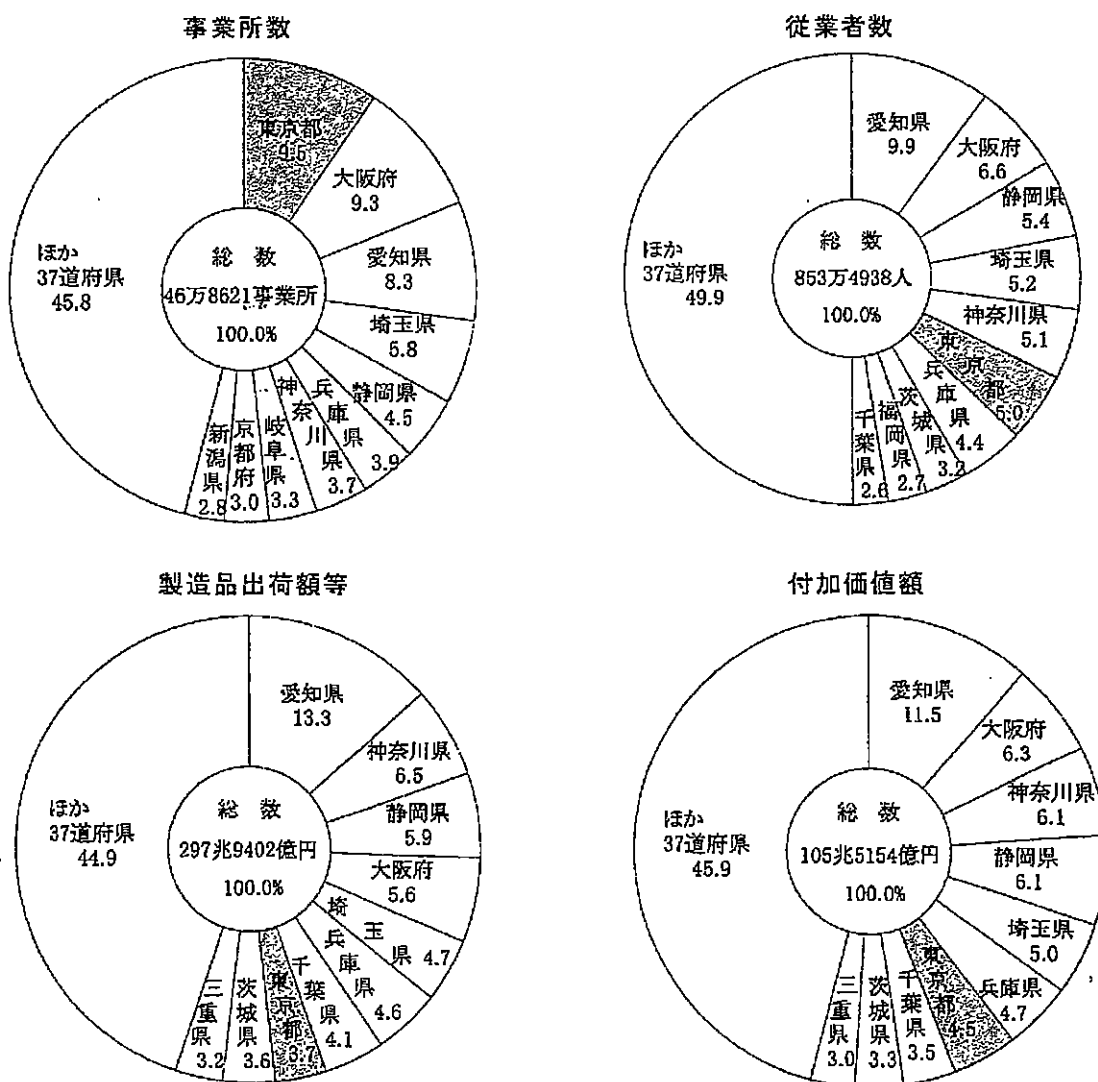 事業所数
東京都
9.5
大阪府
9.3
愛知県
8.3
埼玉県
5.8
静岡県
4.5
兵庫県
3.9
神奈川県
3.7
岐阜県
3.3
京都府
3.0
新潟県
2.8
ほか
37道府県
45.8
総数
46万8621事業所
100.0%
従業者数
愛知県
9.9
大阪府
6.6
静岡県
5.4
埼玉県
5.2
神奈川県
5.1
東京都
5.0
兵庫県
4.4
茨城県
3.2
福岡県
2.7
千葉県
2.6
ほか
37道府県
49.9
総数
853万4938人
100.0%
製造品出荷額等
愛知県
13.3
神奈川県
6.5
静岡県
5.9
大阪府
5.6
埼玉県
4.7
兵庫県
4.6
千葉県
4.1
東京都
3.7
茨城県
3.6
三重県
3.2
ほか
37道府県
44.9
総数
297兆9402億円
100.0%
付加価値額
愛知県
11.5
大阪府
6.3
神奈川県
6.1
静岡県
6.1
埼玉県
5.0
兵庫県
4.7
東京都
4.5
千葉県
3.5
茨城県
3.3
三重県
3.0
ほか
37道府県
45.9
総数
105兆5154億円
100.0%